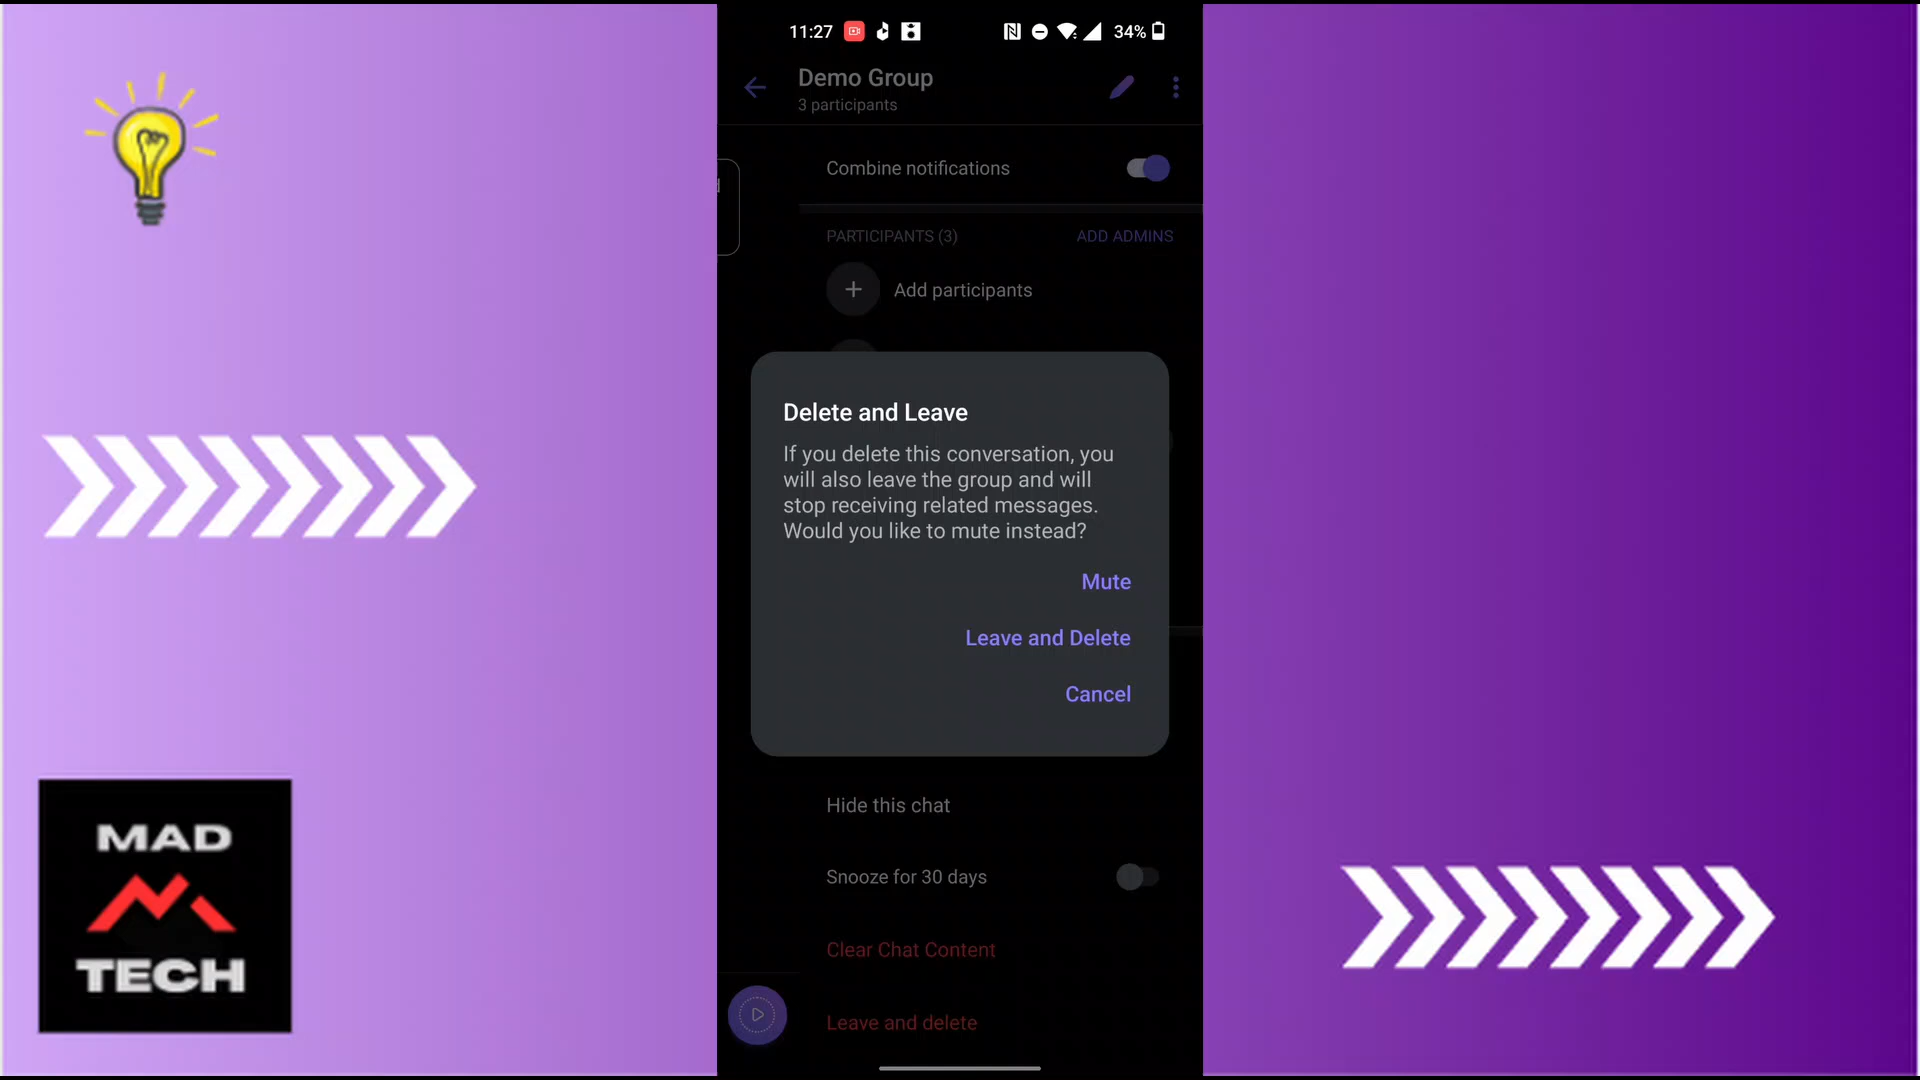 11:27
34%
Demo Group
3 participants
Combine notifications
PARTICIPANTS (3)
ADD ADMINS
Add participants
Delete and Leave
If you delete this conversation, you
will also leave the group and will
stop receiving related messages.
Would you like to mute instead?
Mute
Leave and Delete
Cancel
Hide this chat
Snooze for 30 days
Clear Chat Content
Leave and delete
MAD
TECH